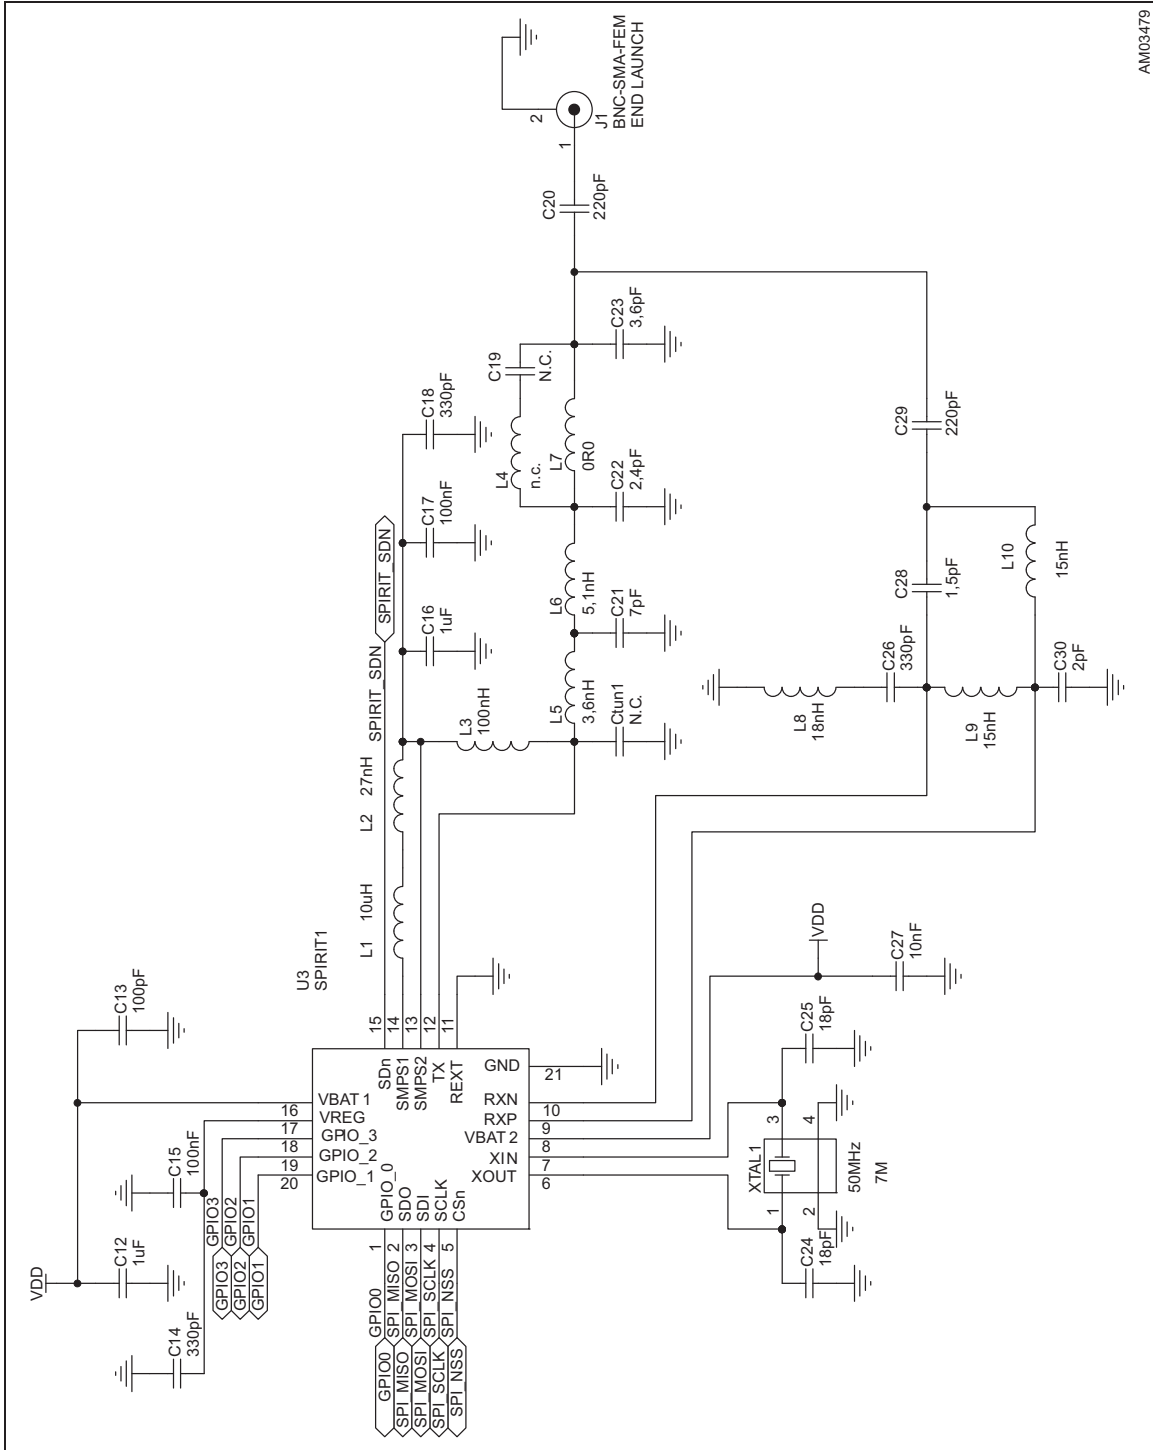 AM03479
2
1
J1
BNC-SMA-FEM
END LAUNCH
C20
220pF
C23
3,6pF
C19
N.C.
L4
n.c.
L7
0R0
C22
2,4pF
C18
330pF
C17
100nF
C16
1uF
SPIRIT_SDN
SPIRIT_SDN
L6
5,1nH
C21
7pF
L5
3,6nH
L3
100nH
Ctun1
N.C.
L2
27nH
L1
10uH
C29
220pF
C28
1,5pF
L10
15nH
C26
330pF
L8
18nH
L9
15nH
C30
2pF
U3
SPIRIT1
C13
100pF
C15
100nF
VDD
C12
1uF
C14
330pF
15
14
13
12
11
SDn
SMPS1
SMPS2
TX
REXT
GND
21
VBAT1
16
VREG
17
GPIO_3
18
GPIO_2
19
GPIO_1
20
RXN
10
RXP
9
VBAT2
8
XIN
7
XOUT
6
GPIO_0
SDO
SDI
SCLK
CSn
1
2
3
4
5
GPIO3
GPIO2
GPIO1
GPIO3
GPIO2
GPIO1
GPIO0
SPI_MISO
SPI_MOSI
SPI_SCLK
SPI_NSS
GPIO0
SPI_MISO
SPI_MOSI
SPI_SCLK
SPI_NSS
VDD
C27
10nF
C25
18pF
XTAL1
3
4
1
2
50MHz
7M
C24
18pF